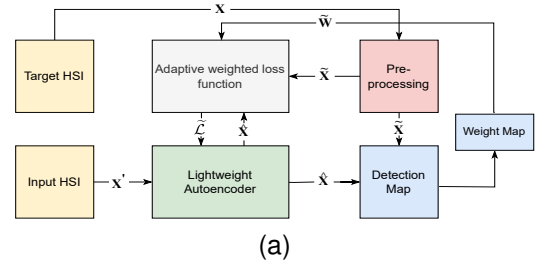 X
W̃
Target HSI
Adaptive weighted loss
function
X̃
Pre-
processing
ℒ̃
X̂
X̃
Weight Map
Input HSI
X'
Lightweight
Autoencoder
X̂
Detection
Map
(a)